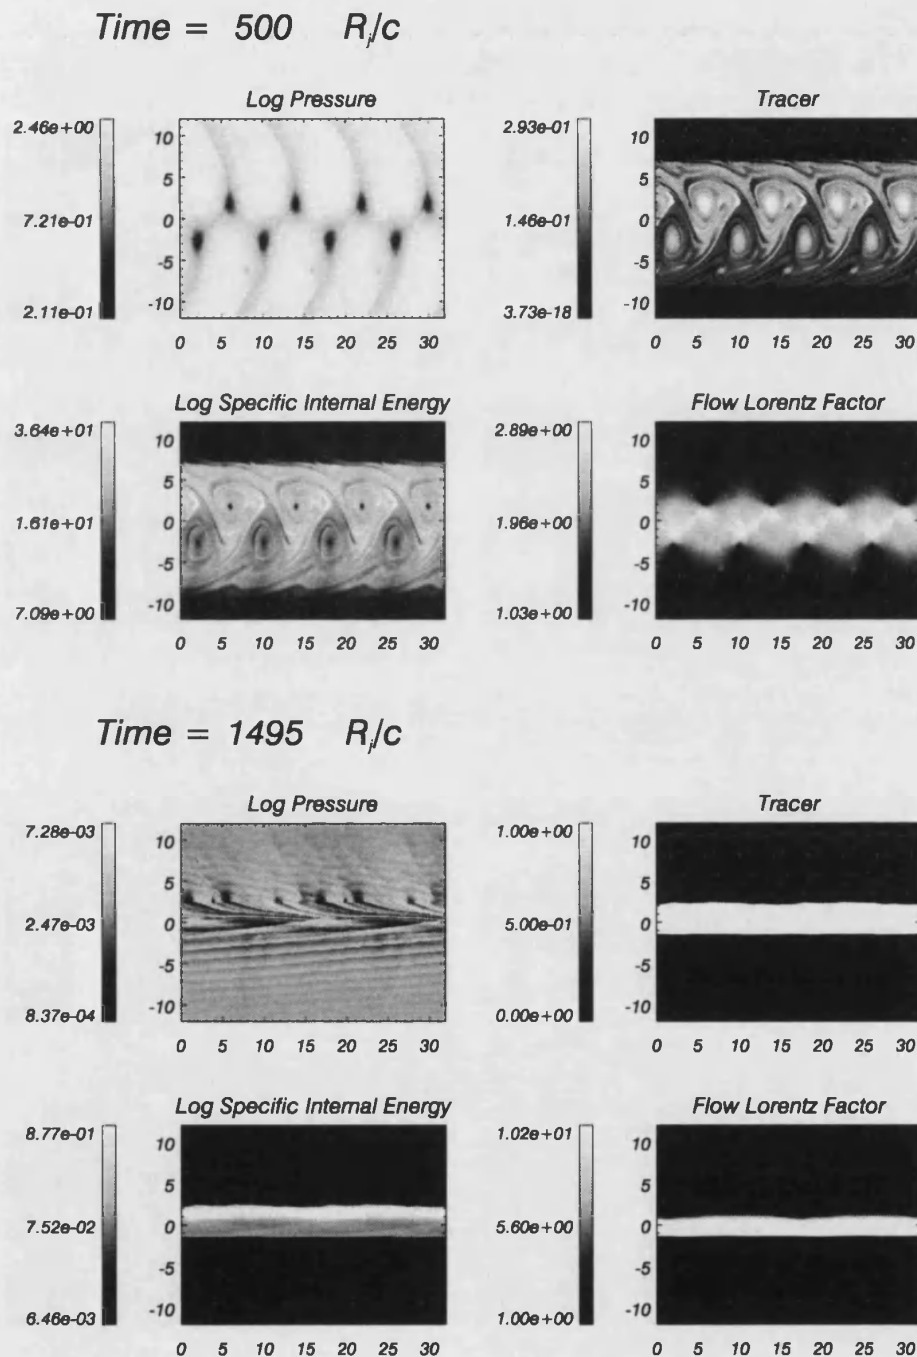 Time = 500 Rj/c
Log Pressure
2.46e+00
7.21e-01
2.11e-01
10
5
0
-5
-10
0 5 10 15 20 25 30
Tracer
2.93e-01
1.46e-01
3.73e-18
10
5
0
-5
-10
0 5 10 15 20 25 30
Log Specific Internal Energy
3.64e+01
1.61e+01
7.09e+00
10
5
0
-5
-10
0 5 10 15 20 25 30
Flow Lorentz Factor
2.89e+00
1.96e+00
1.03e+00
10
5
0
-5
-10
0 5 10 15 20 25 30
Time = 1495 Rj/c
Log Pressure
7.28e-03
2.47e-03
8.37e-04
10
5
0
-5
-10
0 5 10 15 20 25 30
Tracer
1.00e+00
5.00e-01
0.00e+00
10
5
0
-5
-10
0 5 10 15 20 25 30
Log Specific Internal Energy
8.77e-01
7.52e-02
6.46e-03
10
5
0
-5
-10
0 5 10 15 20 25 30
Flow Lorentz Factor
1.02e+01
5.60e+00
1.00e+00
10
5
0
-5
-10
0 5 10 15 20 25 30